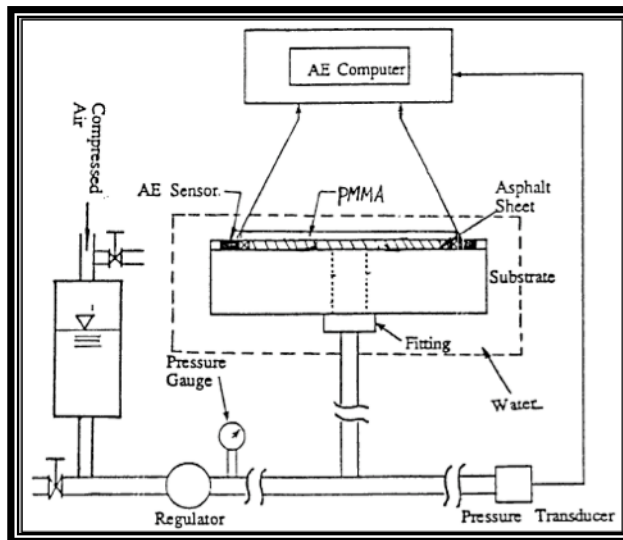 AE Computer
Compressed
Air
AE Sensor.
PMMA
Asphalt
Sheet
Substrate
Fitting
Pressure
Gauge
Water
Regulator
Pressure Transducer